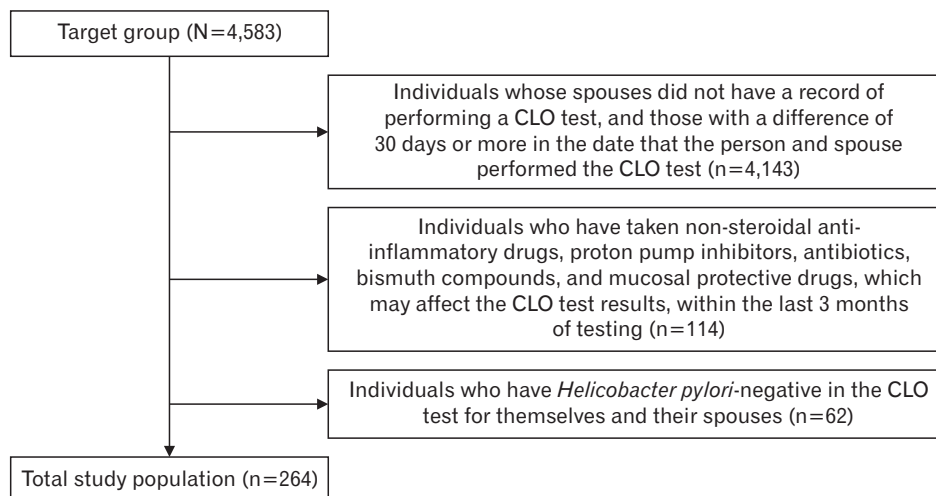 Target group (N=4,583)
Individuals whose spouses did not have a record of
performing a CLO test, and those with a difference of
30 days or more in the date that the person and spouse
performed the CLO test (n=4,143)
Individuals who have taken non-steroidal anti-
inflammatory drugs, proton pump inhibitors, antibiotics,
bismuth compounds, and mucosal protective drugs, which
may affect the CLO test results, within the last 3 months
of testing (n=114)
Individuals who have Helicobacter pylori-negative in the CLO
test for themselves and their spouses (n=62)
Total study population (n=264)